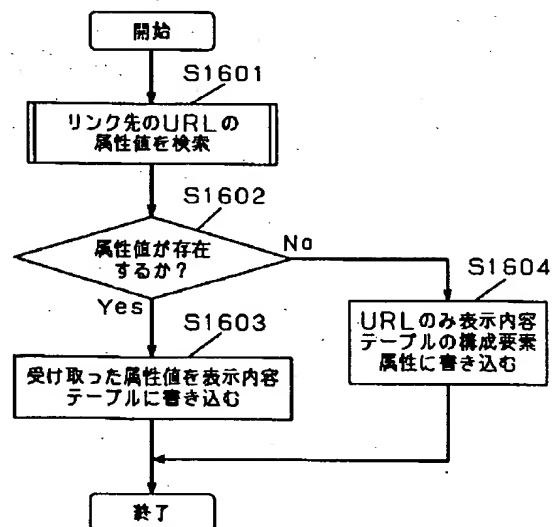 開始
S1601
リンク先のURLの
属性値を検索
S1602
属性値が存在
するか?
No
Yes
S1603
受け取った属性値を表示内容
テーブルに書き込む
S1604
URLのみ表示内容
テーブルの構成要素
属性に書き込む
終了